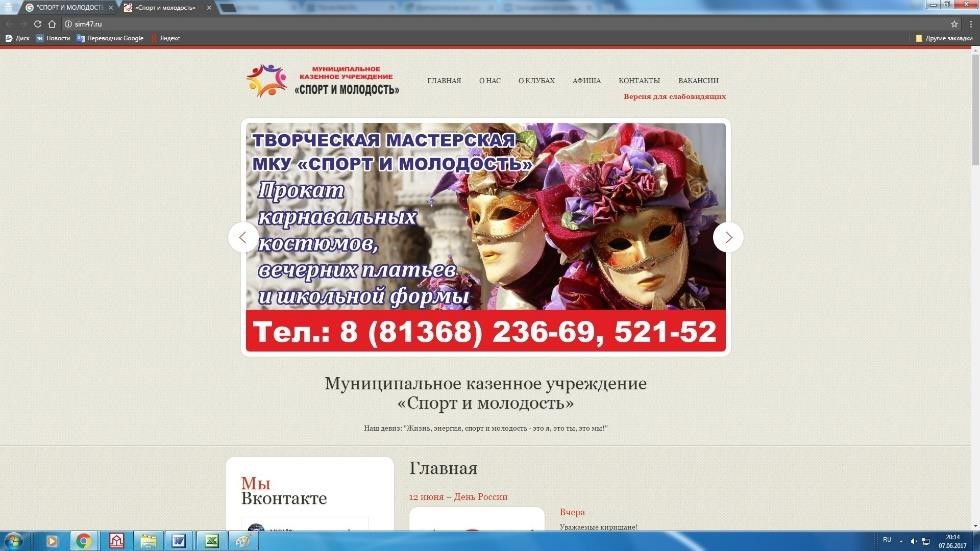 "СПОРТ И МОЛОДОСТЬ
«Спорт и молодость»
sim47.ru
Диск
Новости
Переводчик Google
Яндекс
Другие закладки
МУНИЦИПАЛЬНОЕ
КАЗЕННОЕ УЧРЕЖДЕНИЕ
«СПОРТ И МОЛОДОСТЬ»
ГЛАВНАЯ
О НАС
О КЛУБАХ
АФИША
КОНТАКТЫ
ВАКАНСИИ
Версия для слабовидящих
ТВОРЧЕСКАЯ МАСТЕРСКАЯ
МКУ «СПОРТ И МОЛОДОСТЬ»
Прокат
карнавальных
костюмов,
вечерних платьев
и школьной формы
Тел.: 8 (81368) 236-69, 521-52
Муниципальное казенное учреждение
«Спорт и молодость»
Наш девиз: "Жизнь, энергия, спорт и молодость - это я, это ты, это мы!"
Мы
Вконтакте
Главная
12 июня – День России
Вчера
Уважаемые киришане!
RU
20:14
07.06.2017